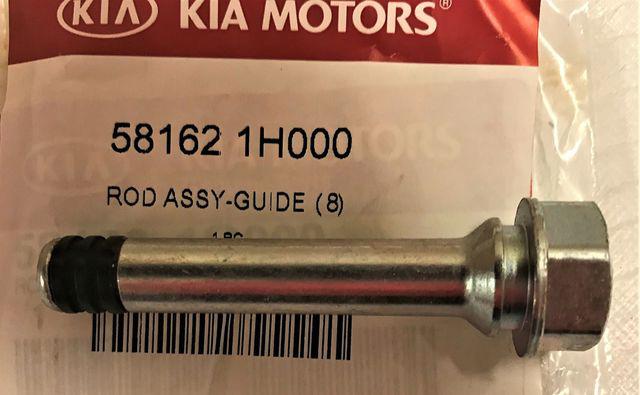 KIA KIA MOTORS®
58162 1H000
ROD ASSY-GUIDE (8)